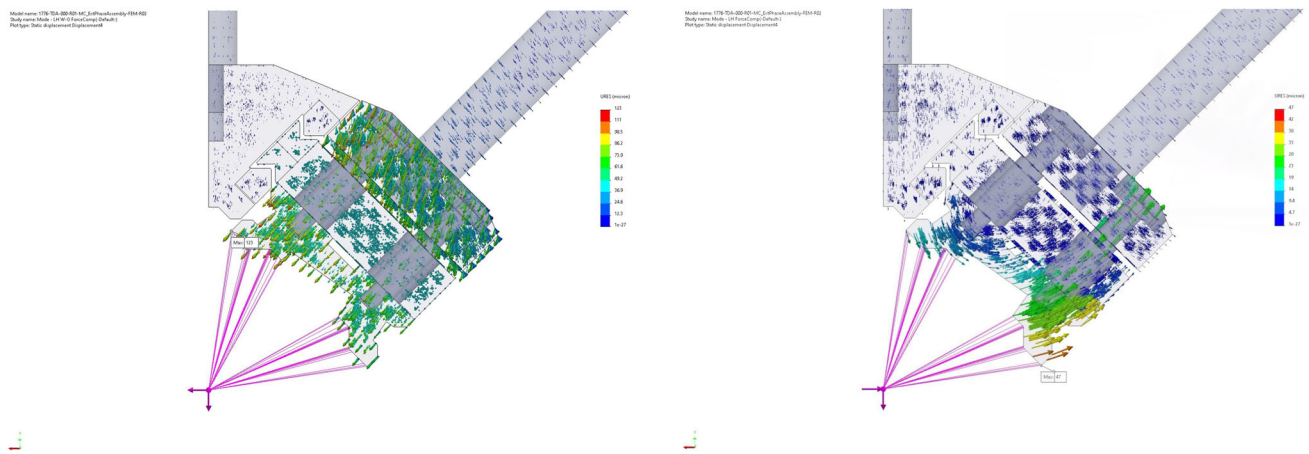 Model name: 1776-TDA-000-R01-MC_EntPhaseAssembly-FEM-R02
Study name: Mode - LH W-O ForceComp(-Default-)
Plot type: Static displacement Displacement4
URES (micron)
123
111
98.5
86.2
73.9
61.6
49.2
36.9
24.6
12.3
1e-27
Max: 123
Model name: 1776-TDA-000-R01-MC_EntPhaseAssembly-FEM-R02
Study name: Mode - LH ForceComp(-Default-)
Plot type: Static displacement Displacement4
URES (micron)
47
42
38
33
28
19
14
9.4
4.7
1e-27
Max: 47